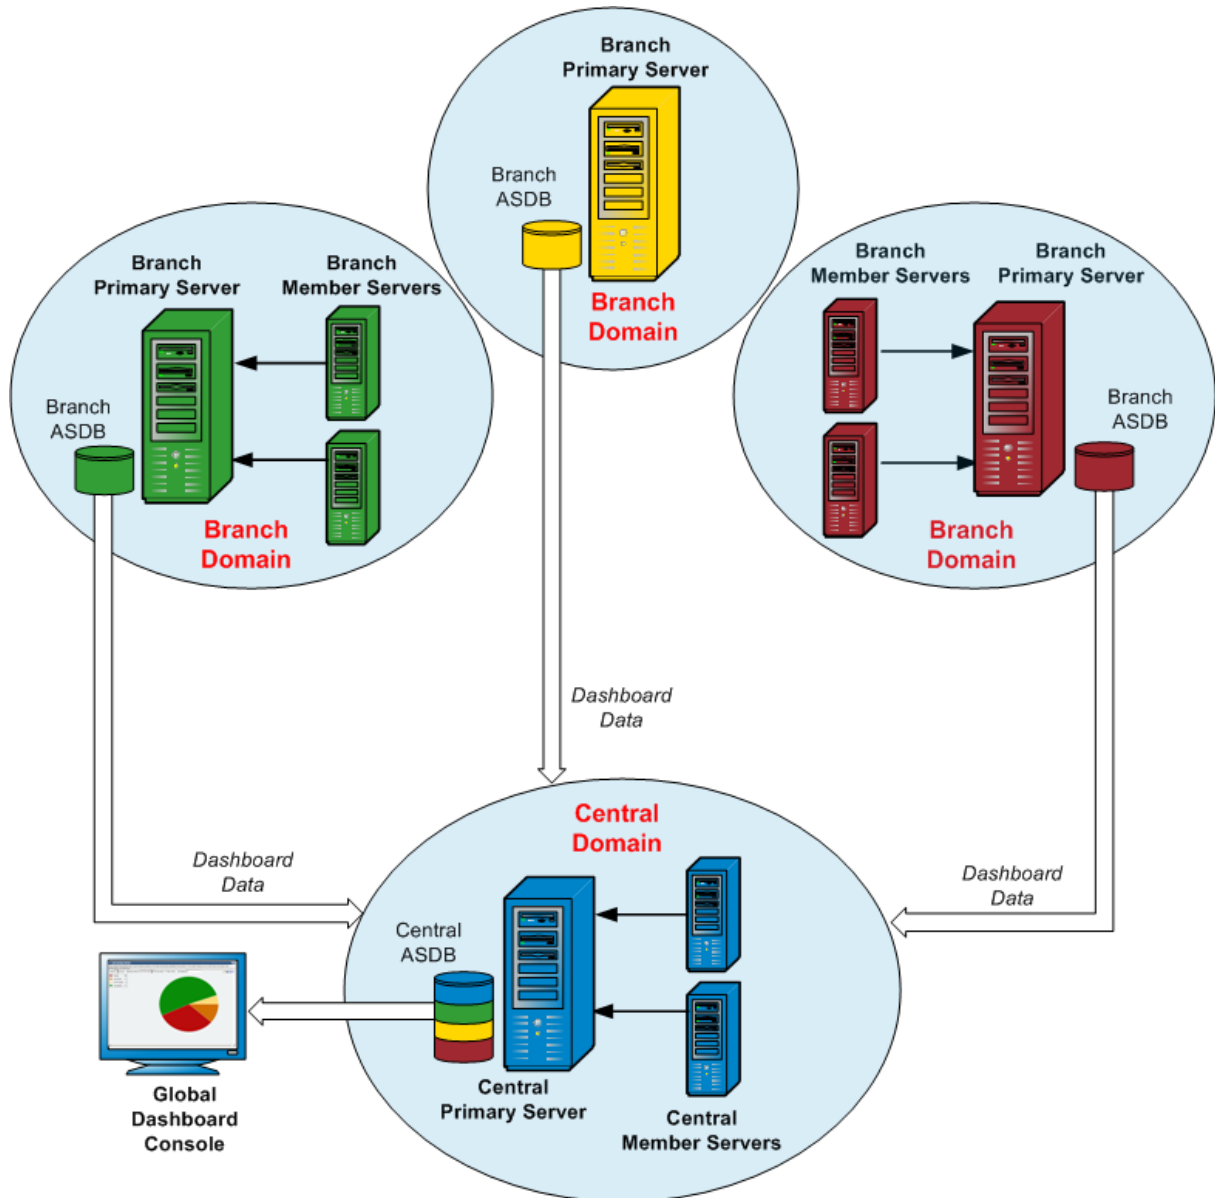 Branch
Primary Server
Branch
ASDB
Branch
Domain
Branch
Primary Server
Branch
Member Servers
Branch
ASDB
Branch
Domain
Branch
Member Servers
Branch
Primary Server
Branch
ASDB
Branch
Domain
Dashboard
Data
Dashboard
Data
Dashboard
Data
Central
Domain
Central
ASDB
Central
Primary Server
Central
Member Servers
Global
Dashboard
Console